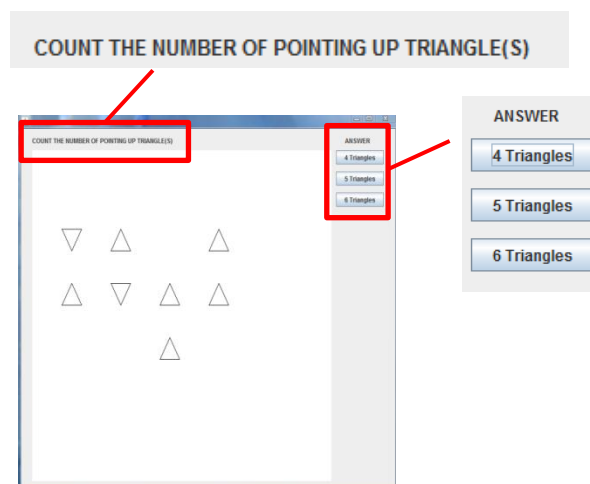 COUNT THE NUMBER OF POINTING UP TRIANGLE(S)
COUNT THE NUMBER OF POINTING UP TRIANGLE(S)
ANSWER
4 Triangles
5 Triangles
6 Triangles
ANSWER
4 Triangles
5 Triangles
6 Triangles